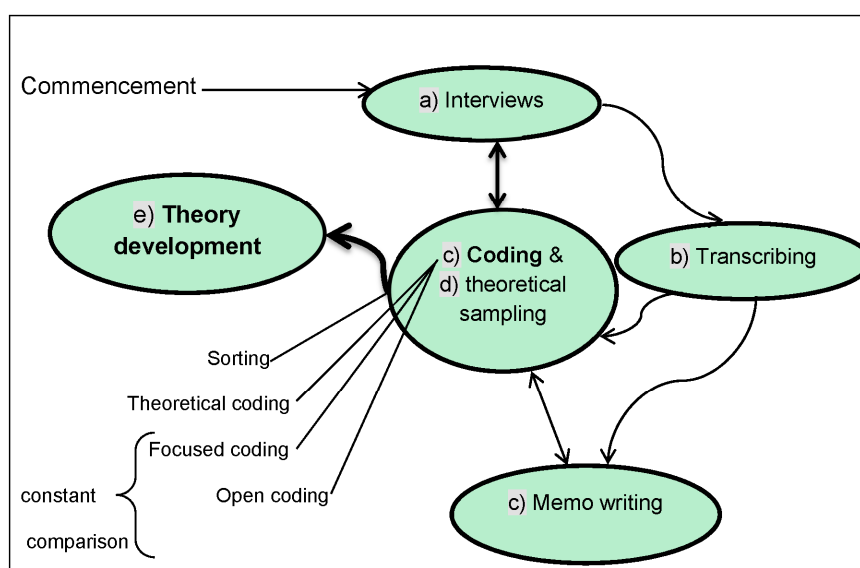 Commencement
a) Interviews
e) Theory
development
c) Coding &
d) theoretical
sampling
b) Transcribing
Sorting
Theoretical coding
Focused coding
constant
Open coding
comparison
c) Memo writing